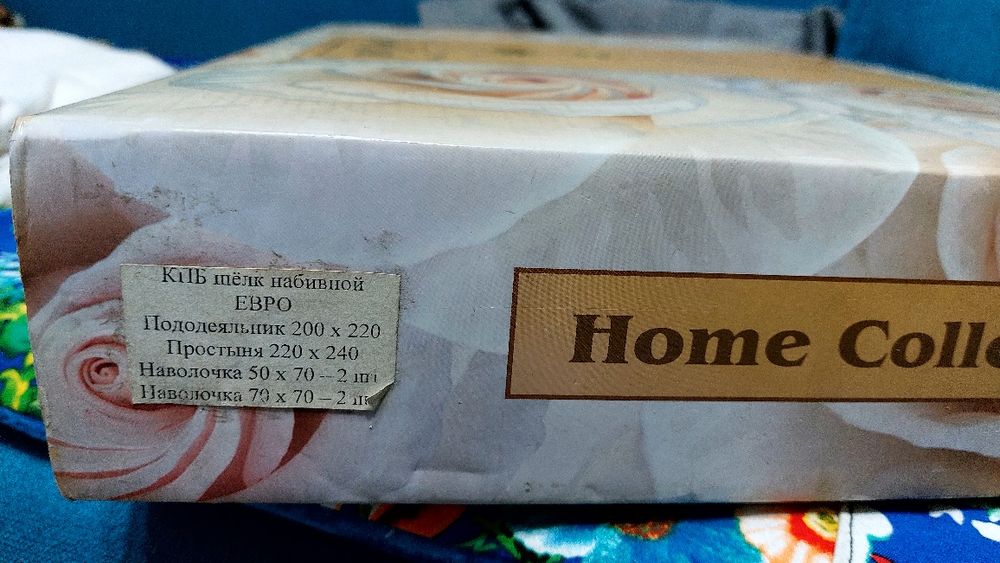 КПБ шёлк набивной
ЕВРО
Пододеяльник 200 х 220
Простыня 220 х 240
Наволочка 50 х 70 – 2 шт
Наволочка 70 х 70 – 2
Home Colle